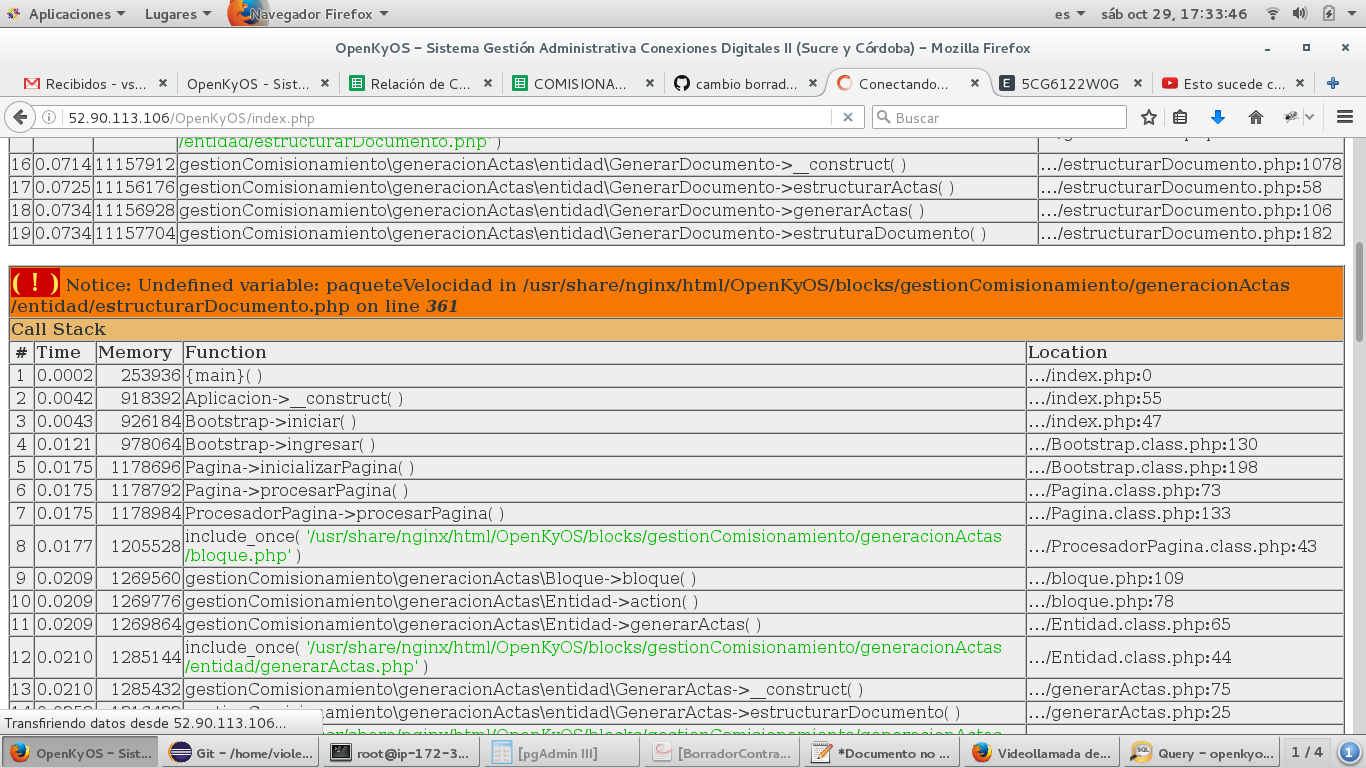 Aplicaciones Lugares Navegador Firefox es sáb oct 29, 17:33:46
OpenKyOS - Sistema Gestión Administrativa Conexiones Digitales II (Sucre y Córdoba) - Mozilla Firefox
Recibidos - vs... OpenKyOS - Sist... Relación de C... COMISIONA... cambio borrad... Conectando... 5CG6122W0G Esto sucede c...
52.90.113.106/OpenKyOS/index.php Buscar
/entidad/estructurarDocumento.php' )
16 0.0714 11157912 gestionComisionamiento\generacionActas\entidad\GenerarDocumento->__construct( ) .../estructurarDocumento.php:1078
17 0.0725 11156176 gestionComisionamiento\generacionActas\entidad\GenerarDocumento->estructurarActas( ) .../estructurarDocumento.php:58
18 0.0734 11156928 gestionComisionamiento\generacionActas\entidad\GenerarDocumento->generarActas( ) .../estructurarDocumento.php:106
19 0.0734 11157704 gestionComisionamiento\generacionActas\entidad\GenerarDocumento->estruturaDocumento( ) .../estructurarDocumento.php:182
( ! ) Notice: Undefined variable: paqueteVelocidad in /usr/share/nginx/html/OpenKyOS/blocks/gestionComisionamiento/generacionActas
/entidad/estructurarDocumento.php on line 361
Call Stack
# Time Memory Function Location
1 0.0002 253936 {main}( ) .../index.php:0
2 0.0042 918392 Aplicacion->__construct( ) .../index.php:55
3 0.0043 926184 Bootstrap->iniciar( ) .../index.php:47
4 0.0121 978064 Bootstrap->ingresar( ) .../Bootstrap.class.php:130
5 0.0175 1178696 Pagina->inicializarPagina( ) .../Bootstrap.class.php:198
6 0.0175 1178792 Pagina->procesarPagina( ) .../Pagina.class.php:73
7 0.0175 1178984 ProcesadorPagina->procesarPagina( ) .../Pagina.class.php:133
8 0.0177 1205528 include_once( '/usr/share/nginx/html/OpenKyOS/blocks/gestionComisionamiento/generacionActas
/bloque.php' ) .../ProcesadorPagina.class.php:43
9 0.0209 1269560 gestionComisionamiento\generacionActas\Bloque->bloque( ) .../bloque.php:109
10 0.0209 1269776 gestionComisionamiento\generacionActas\Entidad->action( ) .../bloque.php:78
11 0.0209 1269864 gestionComisionamiento\generacionActas\Entidad->generarActas( ) .../Entidad.class.php:65
12 0.0210 1285144 include_once( '/usr/share/nginx/html/OpenKyOS/blocks/gestionComisionamiento/generacionActas
/entidad/generarActas.php' ) .../Entidad.class.php:44
13 0.0210 1285432 gestionComisionamiento\generacionActas\entidad\GenerarActas->__construct( ) .../generarActas.php:75
\generacionActas\entidad\GenerarActas->estructurarDocumento( ) .../generarActas.php:25
Transfiriendo datos desde 52.90.113.106...
OpenKyOS - Sist... Git - /home/viole... root@ip-172-3... [pgAdmin III] [BorradorContra... *Documento no ... Videollamada de... Query - openkyo... 1 / 4 1